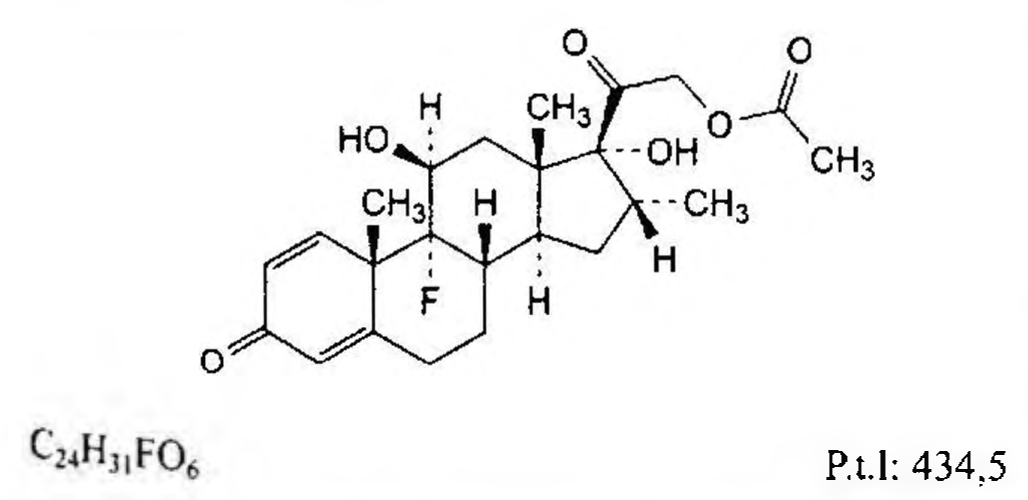 O
O
H
CH₃
HO
O
OH
CH₃
CH₃
H
CH₃
H
F
H
O
C₂₄H₃₁FO₆
P.t.l: 434,5